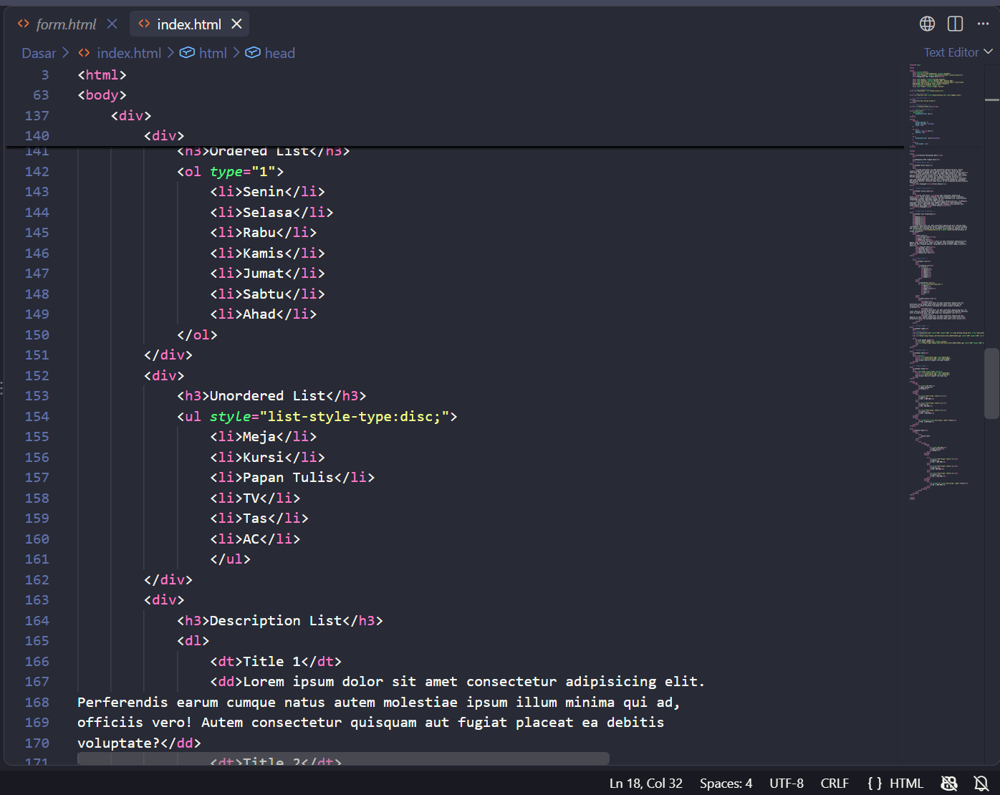 form.html index.html
Dasar > index.html > html > head Text Editor
3 <html>
63 <body>
137 <div>
140 <div>
141 <h3>Ordered List</h3>
142 <ol type="1">
143 <li>Senin</li>
144 <li>Selasa</li>
145 <li>Rabu</li>
146 <li>Kamis</li>
147 <li>Jumat</li>
148 <li>Sabtu</li>
149 <li>Ahad</li>
150 </ol>
151 </div>
152 <div>
153 <h3>Unordered List</h3>
154 <ul style="list-style-type:disc;">
155 <li>Meja</li>
156 <li>Kursi</li>
157 <li>Papan Tulis</li>
158 <li>TV</li>
159 <li>Tas</li>
160 <li>AC</li>
161 </ul>
162 </div>
163 <div>
164 <h3>Description List</h3>
165 <dl>
166 <dt>Title 1</dt>
167 <dd>Lorem ipsum dolor sit amet consectetur adipisicing elit.
168 Perferendis earum cumque natus autem molestiae ipsum illum minima qui ad,
169 officiis vero! Autem consectetur quisquam aut fugiat placeat ea debitis
170 voluptate?</dd>
171 <dt>Title 2</dt>
Ln 18, Col 32 Spaces: 4 UTF-8 CRLF { } HTML